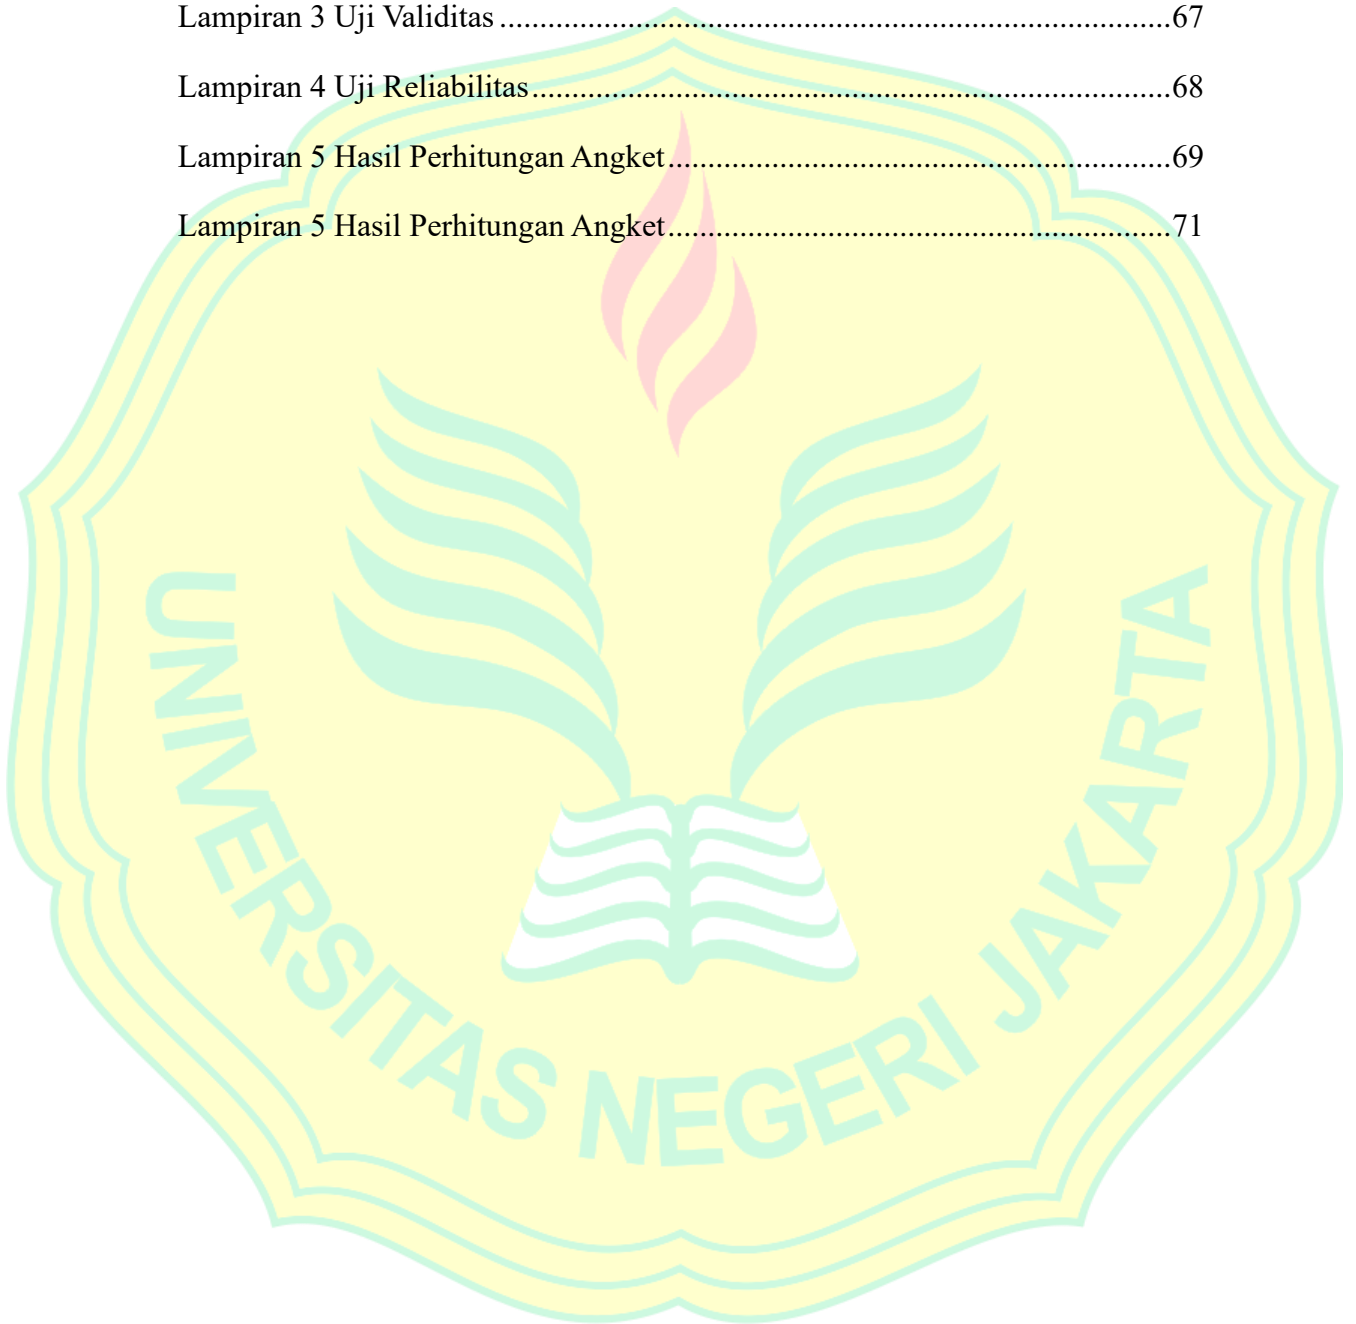 Lampiran 3 Uji Validitas ....................................................................................67
Lampiran 4 Uji Reliabilitas................................................................................68
Lampiran 5 Hasil Perhitungan Angket...............................................................69
Lampiran 5 Hasil Perhitungan Angket...............................................................71
UNIVERSITAS NEGERI JAKARTA